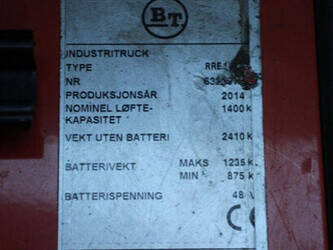 BT
INDUSTRITRUCK
TYPE RRE
NR
PRODUKSJONSÅR 2014
NOMINEL LØFTE- 1400 k
KAPASITET
VEKT UTEN BATTERI 2410 k
BATTERIVEKT MAKS 1235 k
MIN 875 k
BATTERISPENNING 48 V
CE